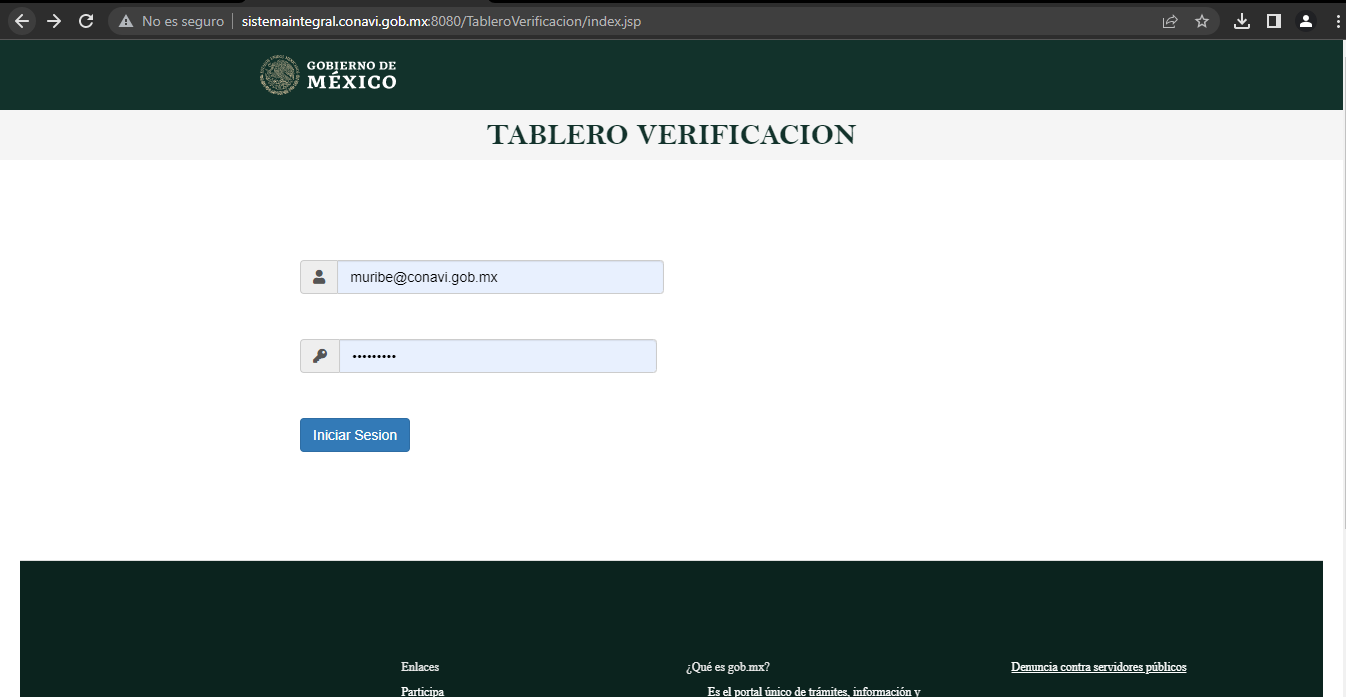 No es seguro sistemaintegral.conavi.gob.mx:8080/TableroVerificacion/index.jsp
GOBIERNO DE
MÉXICO
TABLERO VERIFICACION
muribe@conavi.gob.mx
•••••••••
Iniciar Sesion
Enlaces ¿Qué es gob.mx? Denuncia contra servidores públicos
Participa Es el portal único de trámites, información y